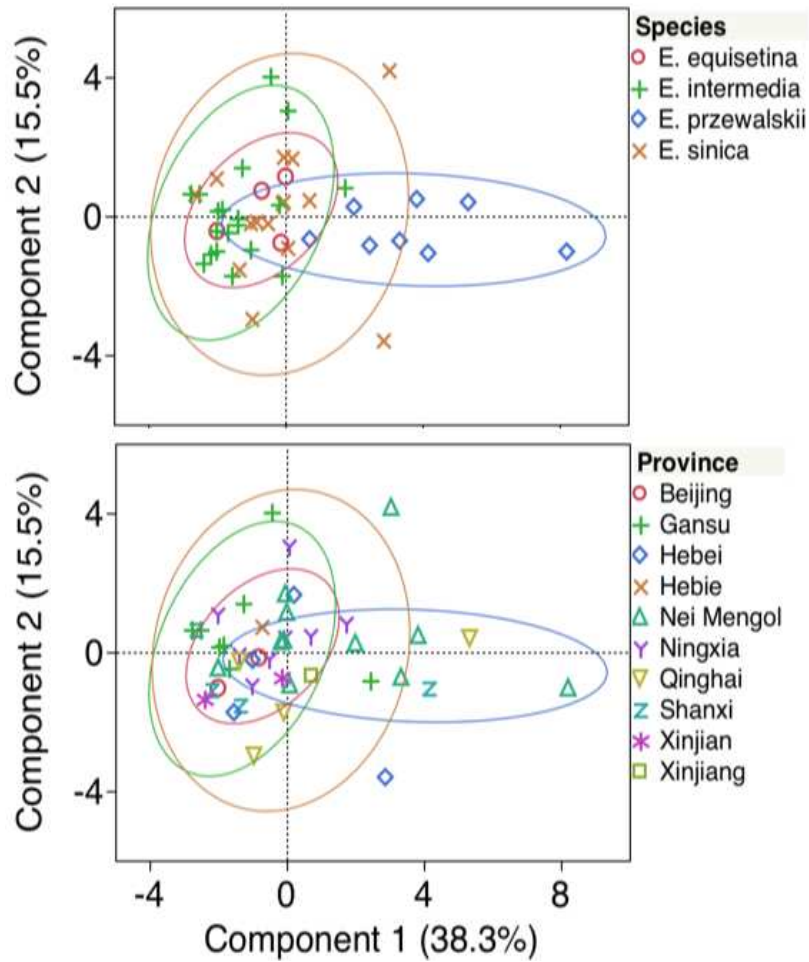 Species
E. equisetina
E. intermedia
E. przewalskii
E. sinica
Component 2 (15.5%)
4
0
-4
Province
Beijing
Gansu
Hebei
Hebie
Nei Mengol
Ningxia
Qinghai
Shanxi
Xinjian
Xinjiang
Component 2 (15.5%)
4
0
-4
-4 0 4 8
Component 1 (38.3%)